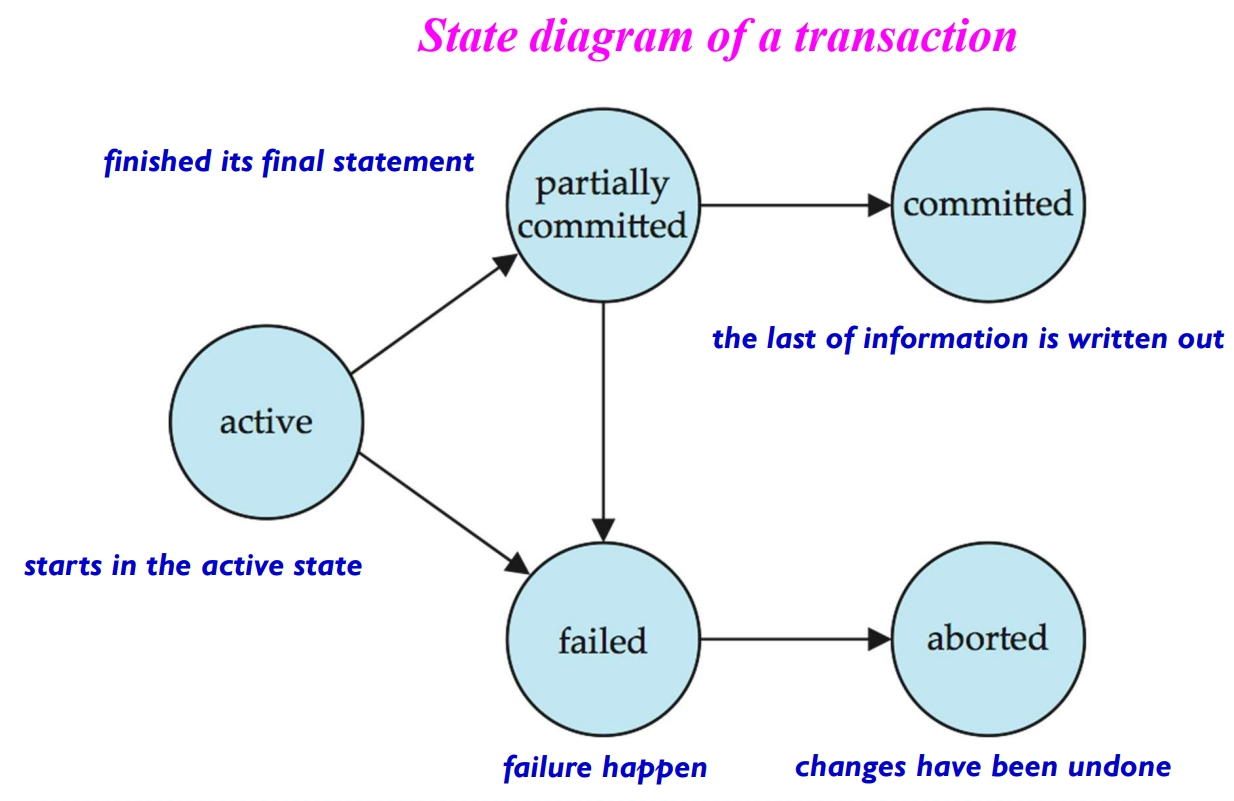 State diagram of a transaction
finished its final statement
partially
committed
committed
the last of information is written out
active
starts in the active state
failed
aborted
failure happen
changes have been undone